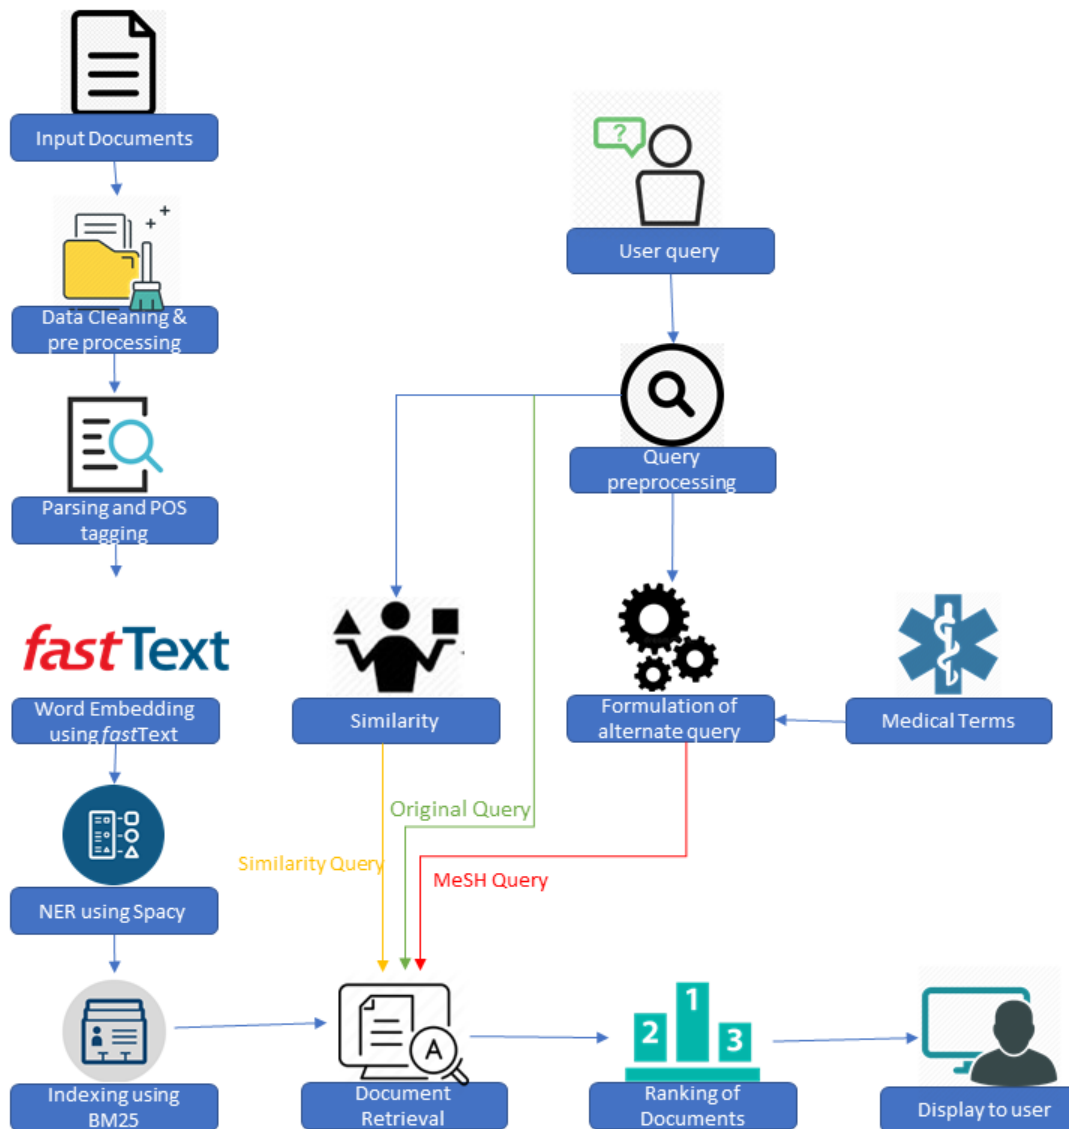 Input Documents
?
User query
Data Cleaning &
pre processing
Query
preprocessing
Parsing and POS
tagging
fastText
Word Embedding
using fastText
Similarity
Formulation of
alternate query
Medical Terms
Original Query
Similarity Query
MeSH Query
NER using Spacy
Indexing using
BM25
A
Document
Retrieval
1
2
3
Ranking of
Documents
Display to user